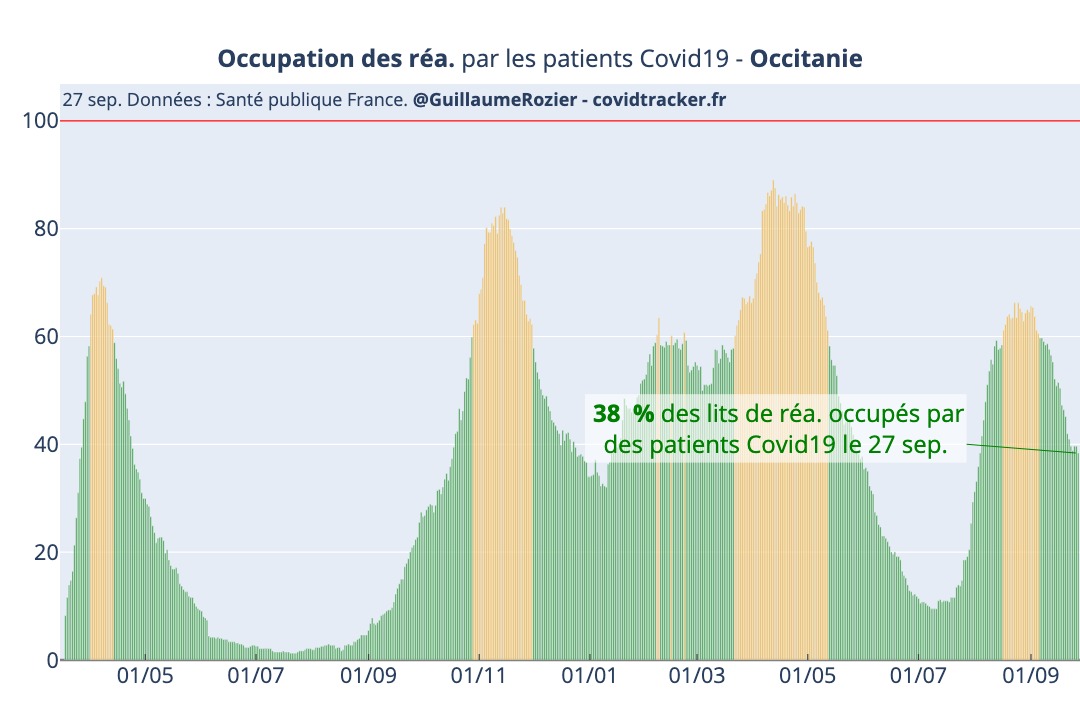 Occupation des réa. par les patients Covid19 - Occitanie
27 sep. Données : Santé publique France. @GuillaumeRozier - covidtracker.fr
100
80
60
40
20
0
38 % des lits de réa. occupés par
des patients Covid19 le 27 sep.
01/05 01/07 01/09 01/11 01/01 01/03 01/05 01/07 01/09